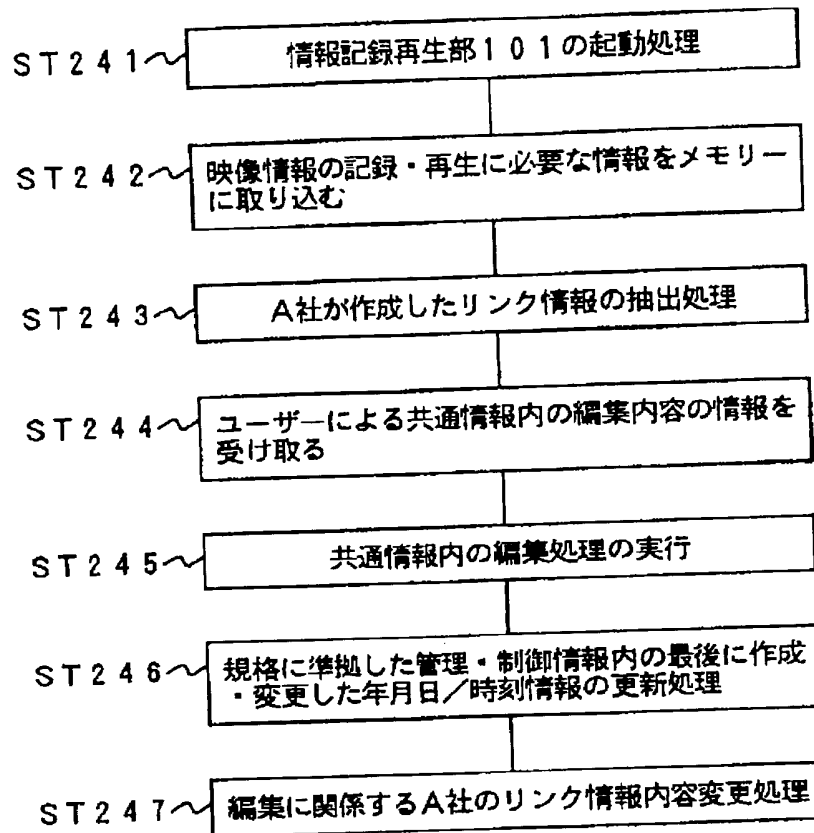 ST241 情報記録再生部101の起動処理
ST242 映像情報の記録・再生に必要な情報をメモリー
に取り込む
ST243 A社が作成したリンク情報の抽出処理
ST244 ユーザーによる共通情報内の編集内容の情報を
受け取る
ST245 共通情報内の編集処理の実行
ST246 規格に準拠した管理・制御情報内の最後に作成
・変更した年月日／時刻情報の更新処理
ST247 編集に関係するA社のリンク情報内容変更処理